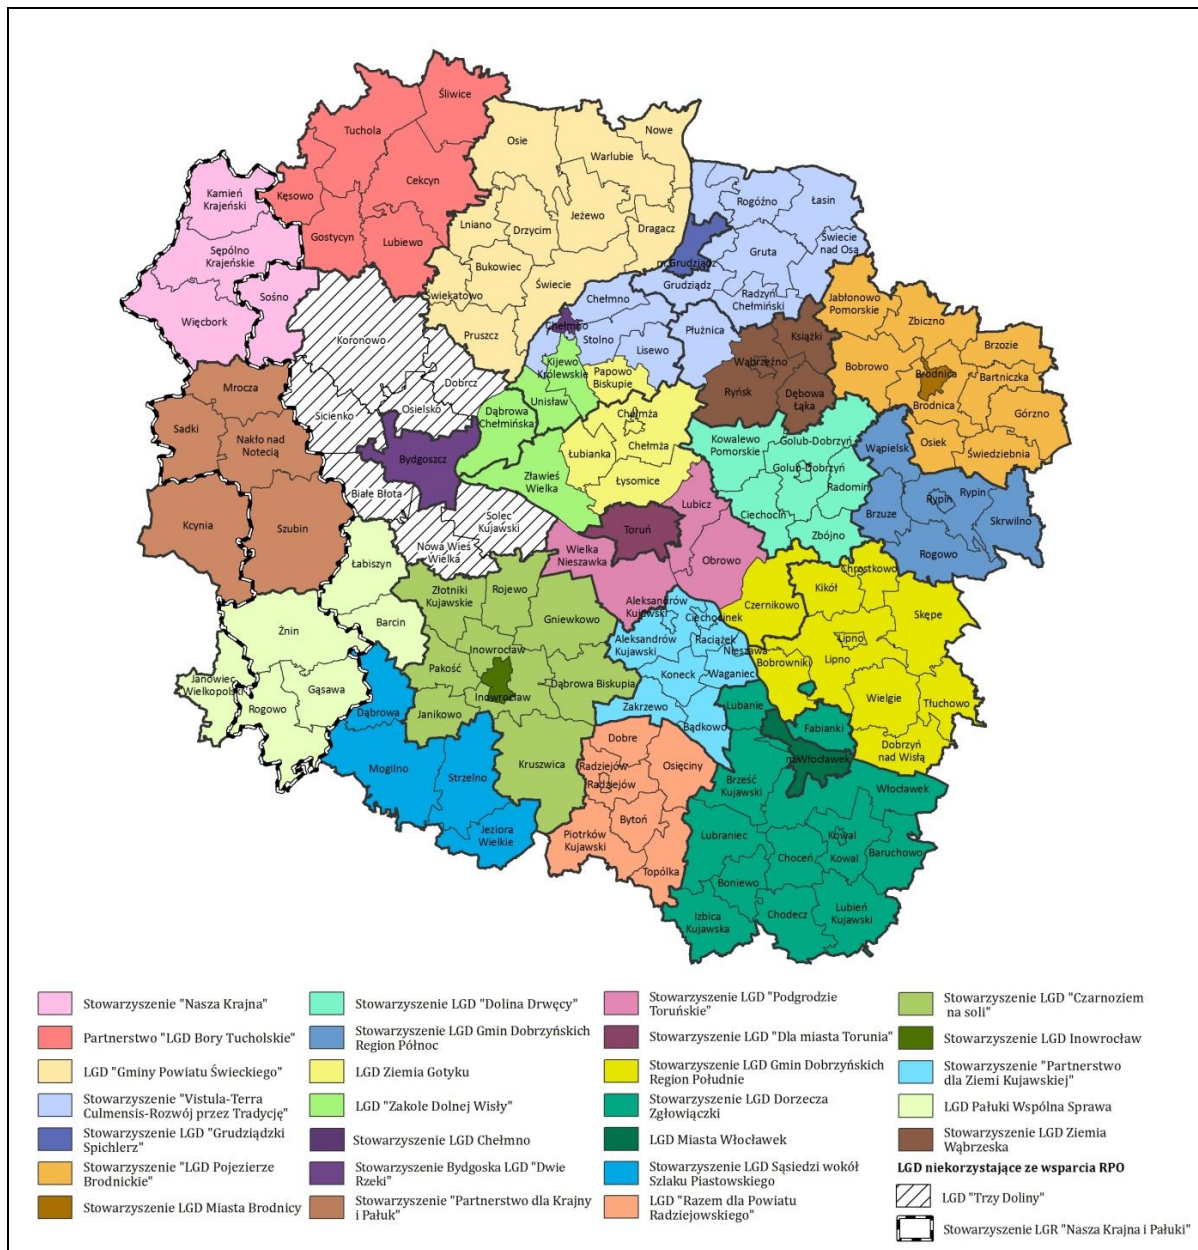 Śliwice
Tuchola
Nowe
Osie
Warlubie
Cekcyn
Rogóźno
Łasin
Kamień
Krajeński
Kęsowo
Jeżewo
Lniano
Drzycim
Dragacz
Gostycyn
Lubiewo
Świecie
nad Osą
Sępólno
Krajeńskie
Bukowiec
Gruta
m.Grudziądz
Grudziądz
Świecie
Sośno
Świekatowo
Chełmno
Radzyń
Chełmiński
Jabłonowo
Pomorskie
Zbiczno
Więcbork
Pruszcz
Chełmno
Płużnica
Książki
Koronowo
Stolno
Lisewo
Brzozie
Kijewo
Królewskie
Wąbrzeźno
Bobrowo
Brodnica
Bartniczka
Mrocza
Dobrcz
Papowo
Biskupie
Ryńsk
Dębowa
Łąka
Sicienko
Osielsko
Unisław
Brodnica
Górzno
Dąbrowa
Chełmińska
Chełmża
Sadki
Nakło nad
Notecią
Kowalewo
Pomorskie
Golub-Dobrzyń
Wąpielsk
Osiek
Świedziebnia
Bydgoszcz
Łubianka
Chełmża
Golub-Dobrzyń
Zławieś
Wielka
Łysomice
Radomin
Białe Błota
Rypin
Rypin
Kcynia
Szubin
Solec
Kujawski
Lubicz
Ciechocin
Brzuze
Skrwilno
Toruń
Zbójno
Nowa Wieś
Wielka
Wielka
Nieszawka
Obrowo
Rogowo
Łabiszyn
Chrostkowo
Złotniki
Kujawskie
Rojewo
Kikół
Aleksandrów
Kujawski
Czernikowo
Gniewkowo
Ciechocinek
Skępe
Barcin
Żnin
Aleksandrów
Kujawski
Raciążek
Lipno
Inowrocław
Nieszawa
Lipno
Pakość
Koneck
Waganiec
Bobrowniki
Janowiec
Wielkopolski
Gąsawa
Dąbrowa Biskupia
Wielgie
Rogowo
Inowrocław
Tłuchowo
Dąbrowa
Janikowo
Zakrzewo
Lubanie
Bądkowo
Fabianki
Dobre
Dobrzyń
nad Wisłą
Mogilno
Strzelno
Kruszwica
Radziejów
Osięciny
m.Włocławek
Radziejów
Brześć
Kujawski
Włocławek
Bytoń
Jeziora
Wielkie
Piotrków
Kujawski
Lubraniec
Kowal
Choceń
Kowal
Baruchowo
Topólka
Boniewo
Izbica
Kujawska
Chodecz
Lubień
Kujawski
Stowarzyszenie "Nasza Krajna"
Partnerstwo "LGD Bory Tucholskie"
LGD "Gminy Powiatu Świeckiego"
Stowarzyszenie "Vistula-Terra
Culmensis-Rozwój przez Tradycję"
Stowarzyszenie LGD "Grudziądzki
Spichlerz"
Stowarzyszenie "LGD Pojezierze
Brodnickie"
Stowarzyszenie LGD Miasta Brodnicy
Stowarzyszenie LGD "Dolina Drwęcy"
Stowarzyszenie LGD Gmin Dobrzyńskich
Region Północ
LGD Ziemia Gotyku
LGD "Zakole Dolnej Wisły"
Stowarzyszenie LGD Chełmno
Stowarzyszenie Bydgoska LGD "Dwie
Rzeki"
Stowarzyszenie "Partnerstwo dla Krajny
i Pałuk"
Stowarzyszenie LGD "Podgrodzie
Toruńskie"
Stowarzyszenie LGD "Dla miasta Torunia"
Stowarzyszenie LGD Gmin Dobrzyńskich
Region Południe
Stowarzyszenie LGD Dorzecza
Zgłowiączki
LGD Miasta Włocławek
Stowarzyszenie LGD Sąsiedzi wokół
Szlaku Piastowskiego
LGD "Razem dla Powiatu
Radziejowskiego"
Stowarzyszenie LGD "Czarnoziem
na soli"
Stowarzyszenie LGD Inowrocław
Stowarzyszenie "Partnerstwo
dla Ziemi Kujawskiej"
LGD Pałuki Wspólna Sprawa
Stowarzyszenie LGD Ziemia
Wąbrzeska
LGD niekorzystające ze wsparcia RPO
LGD "Trzy Doliny"
Stowarzyszenie LGR "Nasza Krajna i Pałuki"